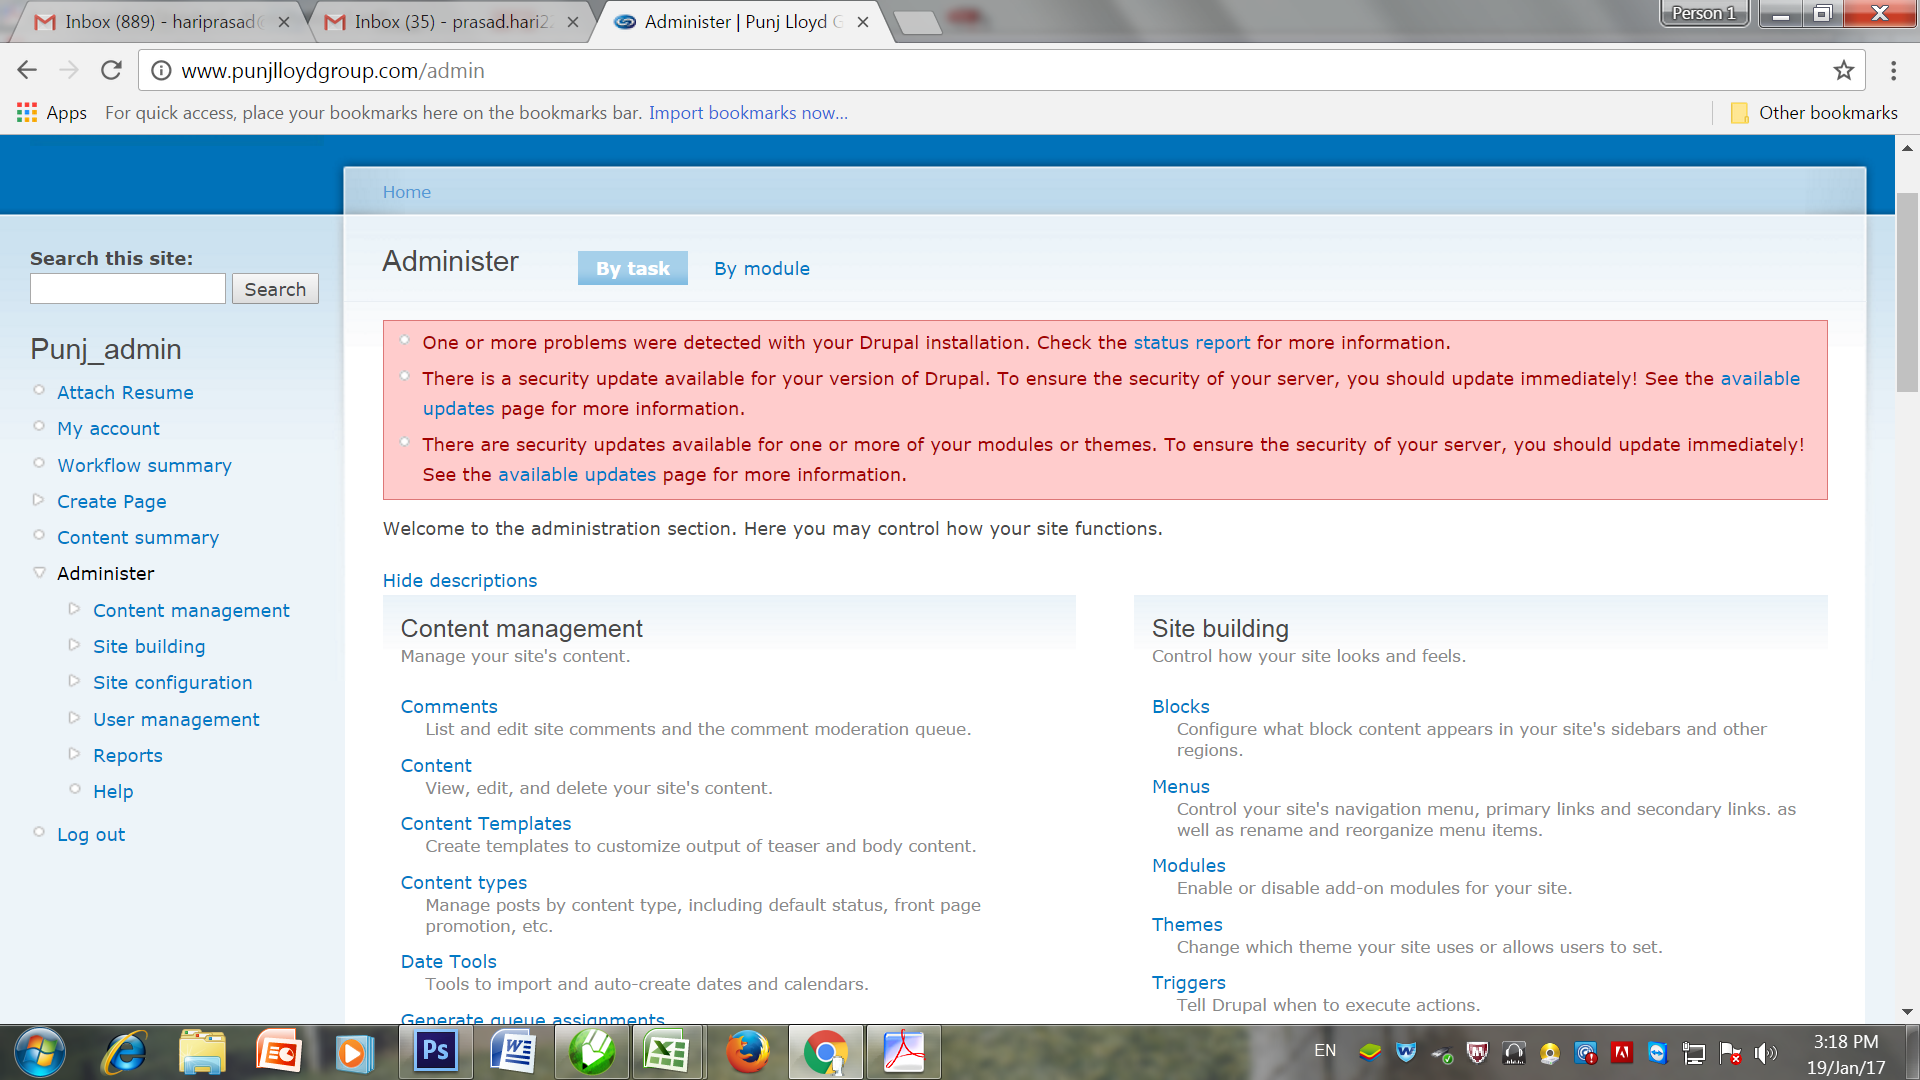 Inbox (889) - hariprasad
Inbox (35) - prasad.hari2
Administer | Punj Lloyd G
Person 1
www.punjlloydgroup.com/admin
Apps
For quick access, place your bookmarks here on the bookmarks bar. Import bookmarks now...
Other bookmarks
Home
Search this site:
Search
Punj_admin
Attach Resume
My account
Workflow summary
Create Page
Content summary
Administer
Content management
Site building
Site configuration
User management
Reports
Help
Log out
Administer
By task
By module
One or more problems were detected with your Drupal installation. Check the status report for more information.
There is a security update available for your version of Drupal. To ensure the security of your server, you should update immediately! See the available
updates page for more information.
There are security updates available for one or more of your modules or themes. To ensure the security of your server, you should update immediately!
See the available updates page for more information.
Welcome to the administration section. Here you may control how your site functions.
Hide descriptions
Content management
Manage your site's content.
Comments
List and edit site comments and the comment moderation queue.
Content
View, edit, and delete your site's content.
Content Templates
Create templates to customize output of teaser and body content.
Content types
Manage posts by content type, including default status, front page
promotion, etc.
Date Tools
Tools to import and auto-create dates and calendars.
Generate queue assignments
Site building
Control how your site looks and feels.
Blocks
Configure what block content appears in your site's sidebars and other
regions.
Menus
Control your site's navigation menu, primary links and secondary links. as
well as rename and reorganize menu items.
Modules
Enable or disable add-on modules for your site.
Themes
Change which theme your site uses or allows users to set.
Triggers
Tell Drupal when to execute actions.
Ps
EN
3:18 PM
19/Jan/17